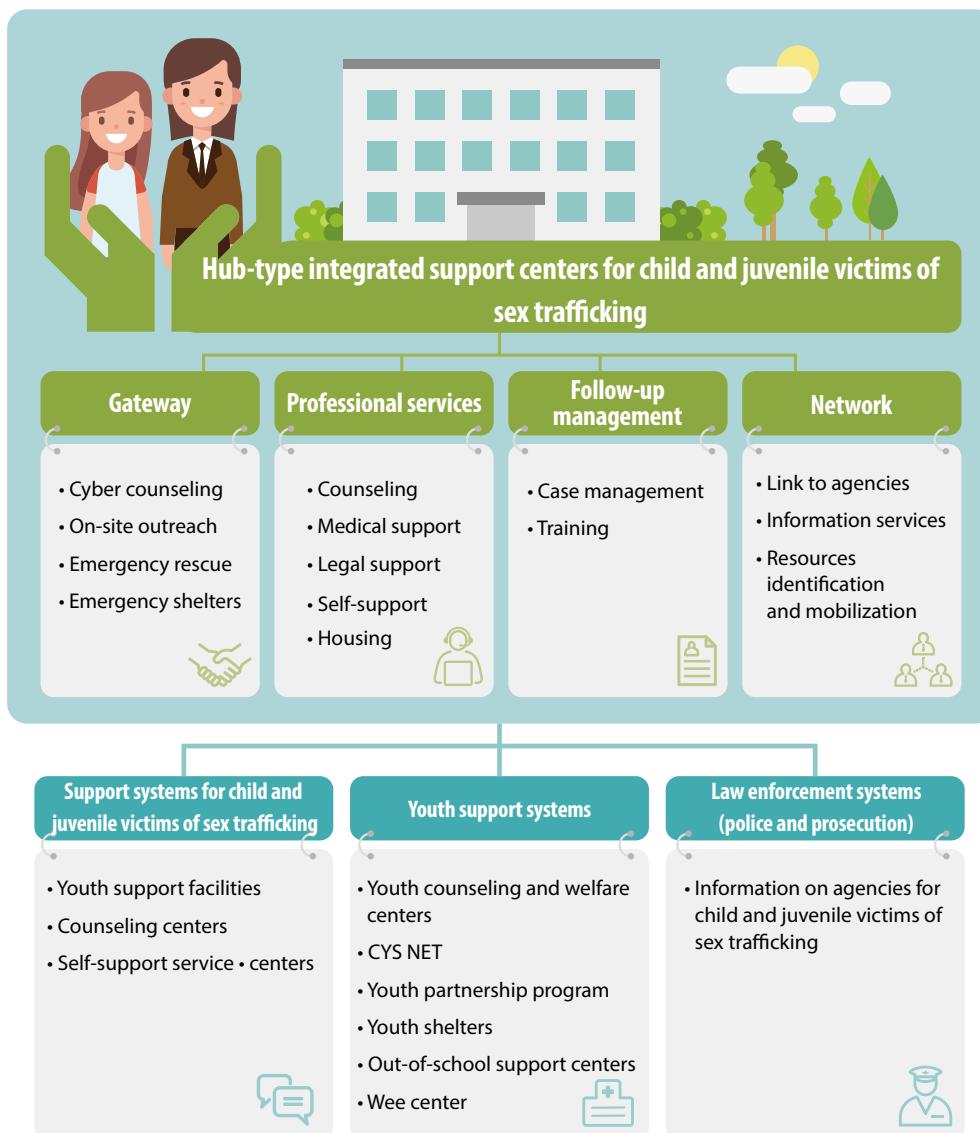 Hub-type integrated support centers for child and juvenile victims of
sex trafficking
Gateway
• Cyber counseling
• On-site outreach
• Emergency rescue
• Emergency shelters
Professional services
• Counseling
• Medical support
• Legal support
• Self-support
• Housing
Follow-up
management
• Case management
• Training
Network
• Link to agencies
• Information services
• Resources
identification
and mobilization
Support systems for child and
juvenile victims of sex trafficking
• Youth support facilities
• Counseling centers
• Self-support service • centers
Youth support systems
• Youth counseling and welfare
centers
• CYS NET
• Youth partnership program
• Youth shelters
• Out-of-school support centers
• Wee center
Law enforcement systems
(police and prosecution)
• Information on agencies for
child and juvenile victims of
sex trafficking